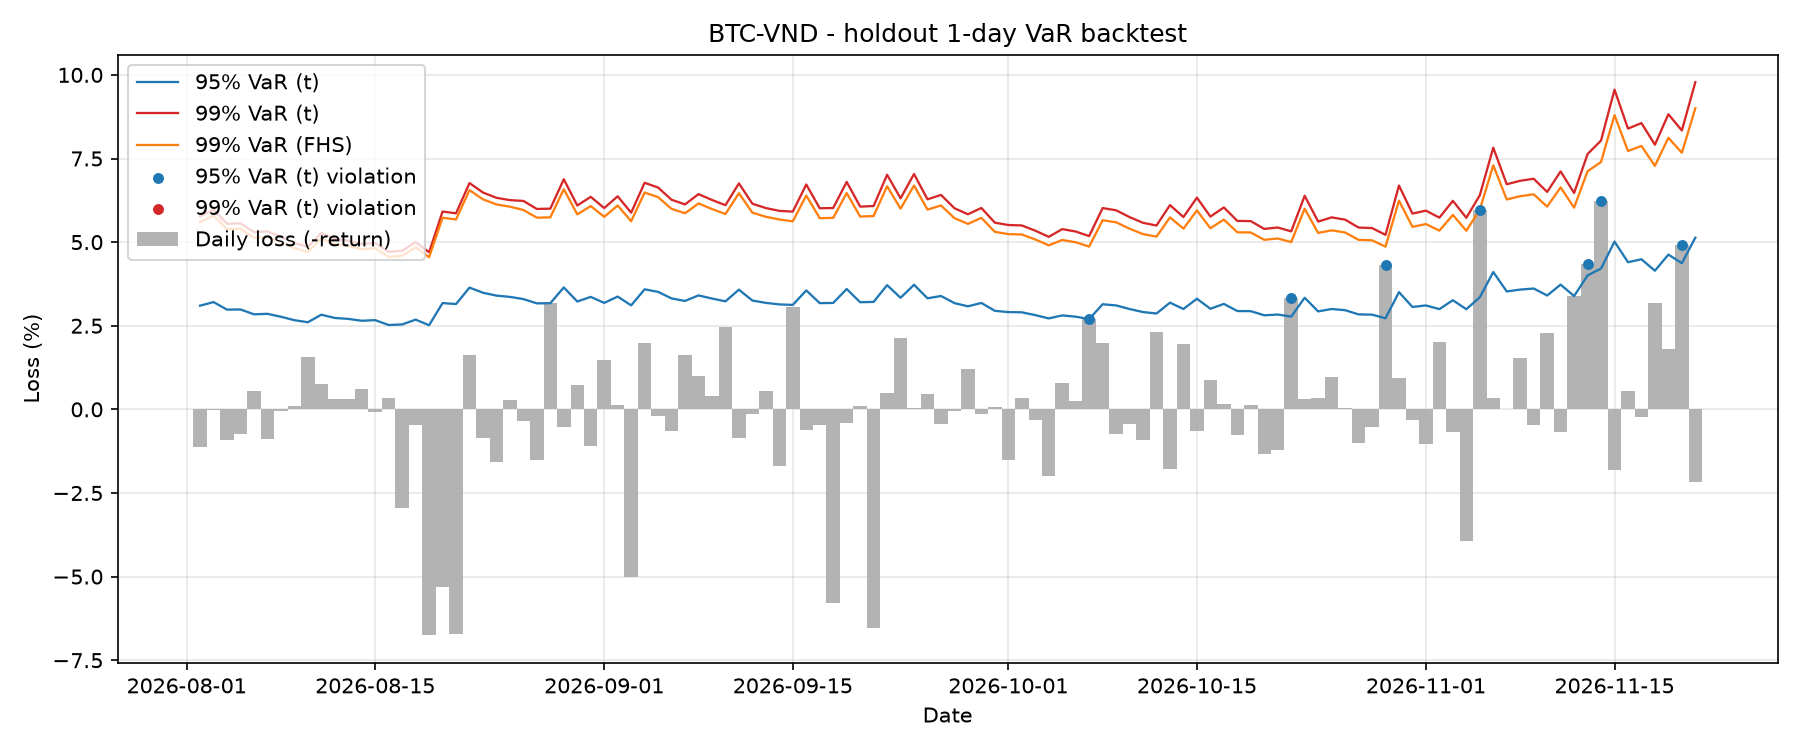 BTC-VND - holdout 1-day VaR backtest
10.0
7.5
5.0
2.5
0.0
−2.5
−5.0
−7.5
Loss (%)
95% VaR (t)
99% VaR (t)
99% VaR (FHS)
95% VaR (t) violation
99% VaR (t) violation
Daily loss (-return)
2026-08-01
2026-08-15
2026-09-01
2026-09-15
2026-10-01
2026-10-15
2026-11-01
2026-11-15
Date